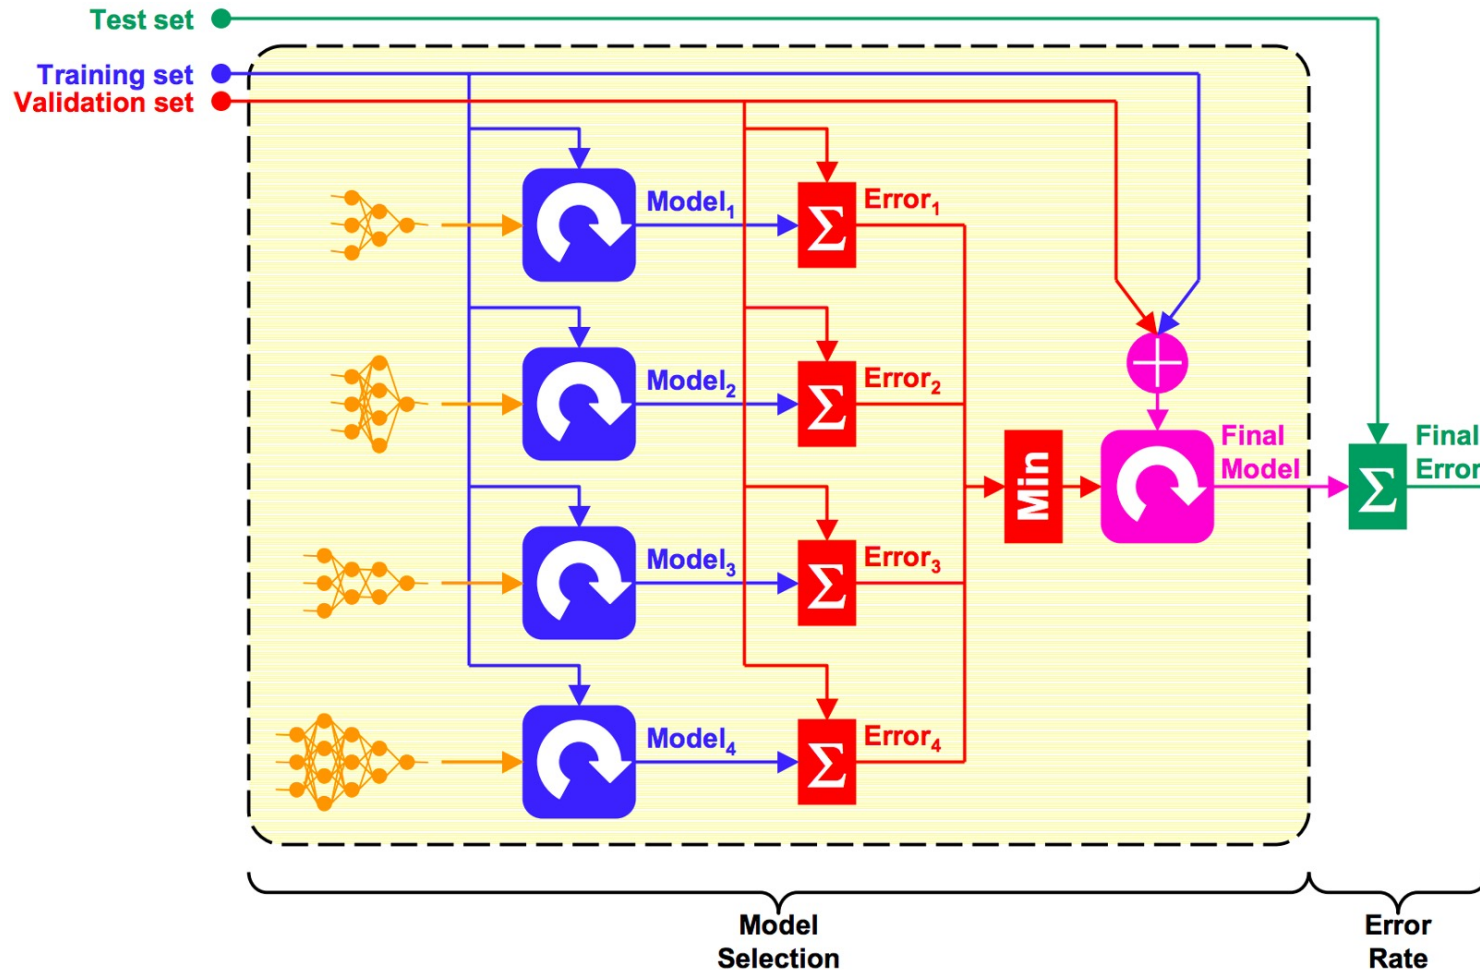 Test set
Training set
Validation set
Model1
Σ
Error1
Model2
Σ
Error2
Model3
Σ
Error3
Model4
Σ
Error4
Min
Final
Model
Σ
Final
Error
Model
Selection
Error
Rate